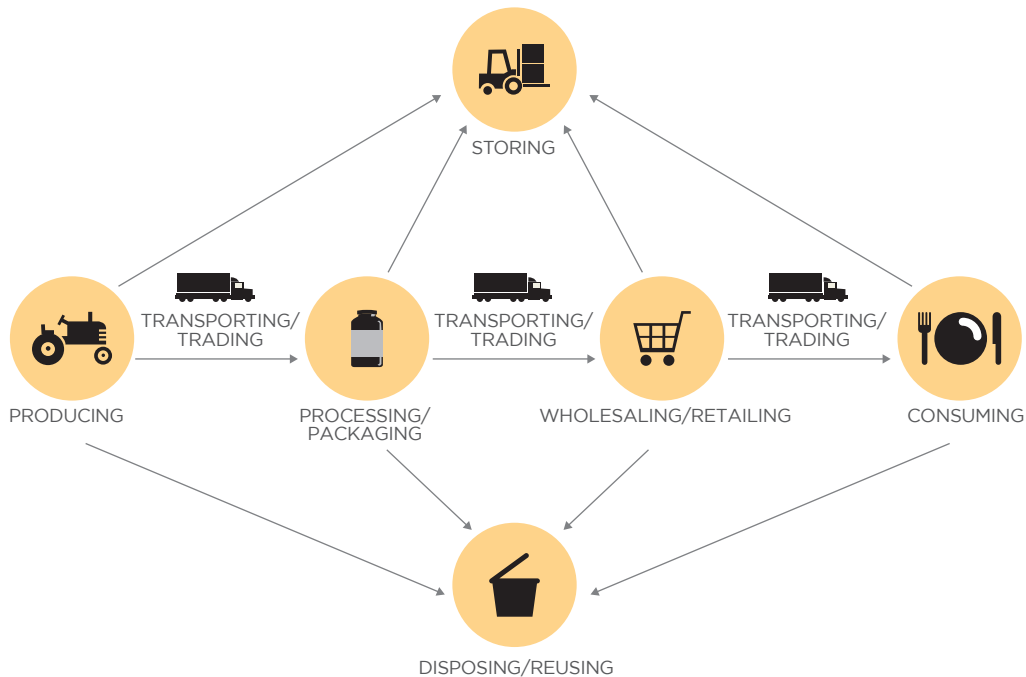 STORING
TRANSPORTING/
TRADING
TRANSPORTING/
TRADING
TRANSPORTING/
TRADING
PRODUCING
PROCESSING/
PACKAGING
WHOLESALING/RETAILING
CONSUMING
DISPOSING/REUSING